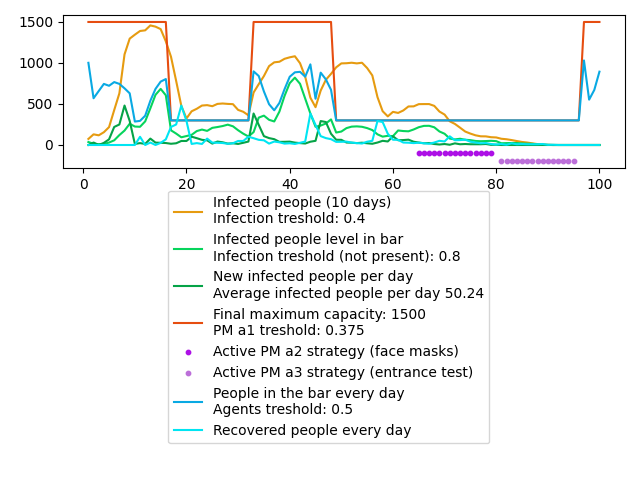 1500
1000
500
0
0 20 40 60 80 100
Infected people (10 days)
Infection treshold: 0.4
Infected people level in bar
Infection treshold (not present): 0.8
New infected people per day
Average infected people per day 50.24
Final maximum capacity: 1500
PM a1 treshold: 0.375
Active PM a2 strategy (face masks)
Active PM a3 strategy (entrance test)
People in the bar every day
Agents treshold: 0.5
Recovered people every day